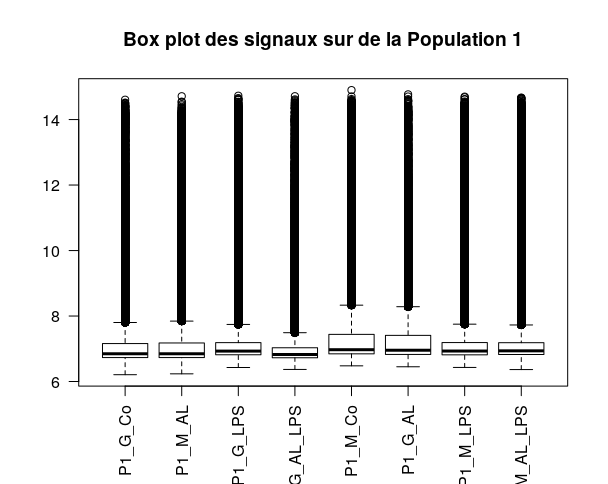 Box plot des signaux sur de la Population 1
14
12
10
8
6
P1_G_Co
P1_M_AL
P1_G_LPS
G_AL_LPS
P1_M_Co
P1_G_AL
P1_M_LPS
M_AL_LPS